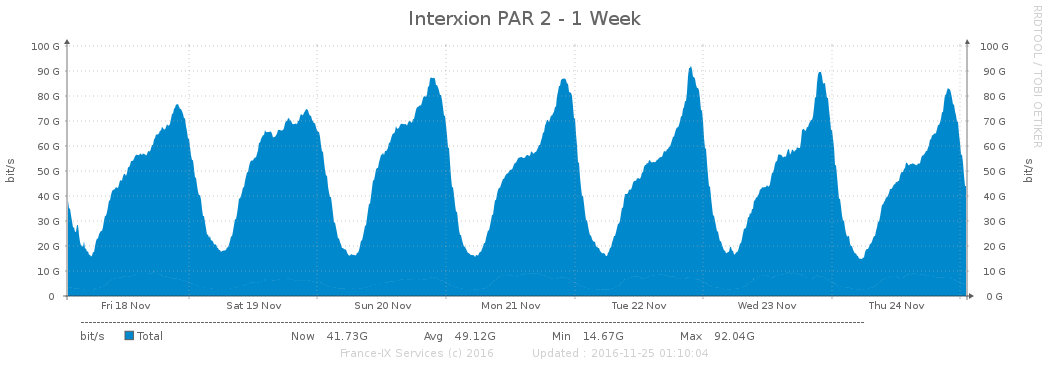 Interxion PAR 2 - 1 Week
RRDTOOL / TOBI OETIKER
bit/s
100 G
90 G
80 G
70 G
60 G
50 G
40 G
30 G
20 G
10 G
0
100 G
90 G
80 G
70 G
60 G
50 G
40 G
30 G
20 G
10 G
0 G
bit/s
Fri 18 Nov Sat 19 Nov Sun 20 Nov Mon 21 Nov Tue 22 Nov Wed 23 Nov Thu 24 Nov
bit/s Total Now 41.73G Avg 49.12G Min 14.67G Max 92.04G
France-IX Services (c) 2016 Updated : 2016-11-25 01:10:04